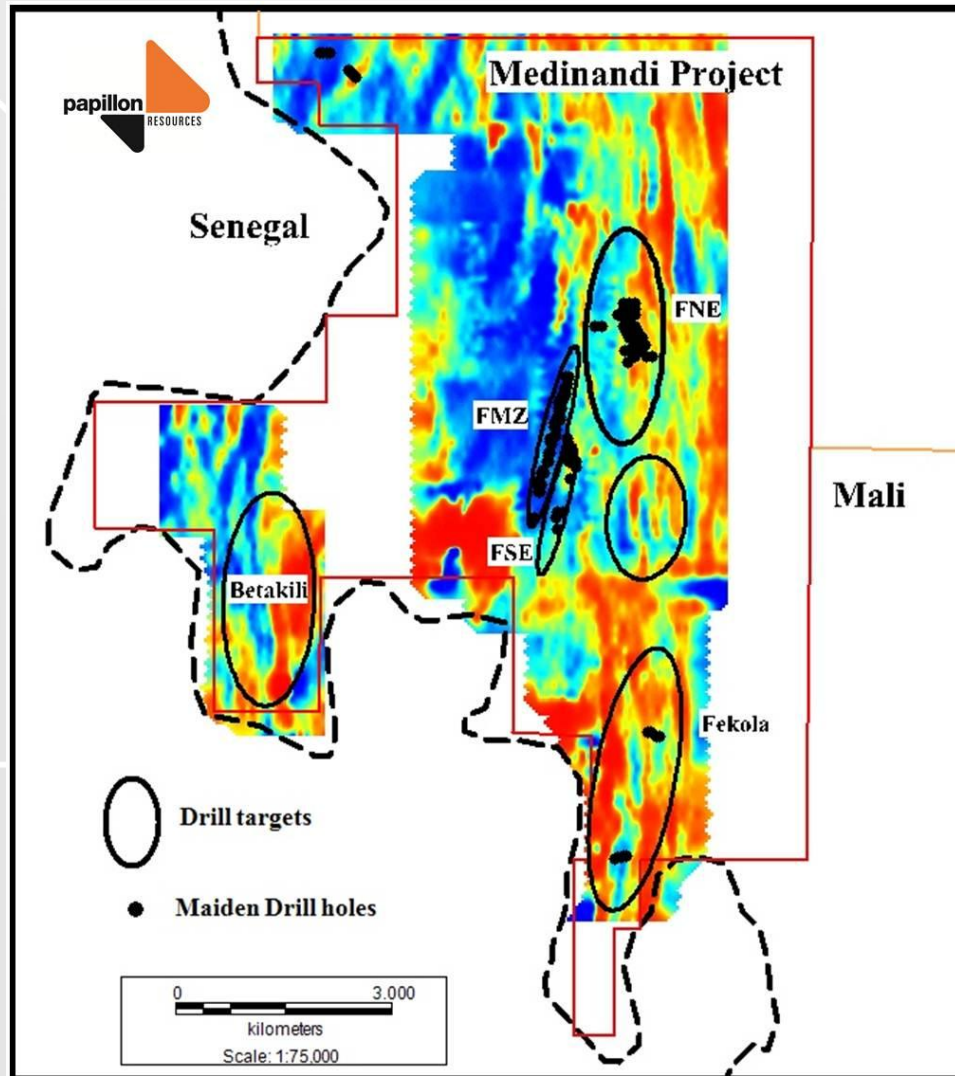 Medinandi Project
papillon
RESOURCES
Senegal
FNE
FMZ
Mali
FSE
Betakili
Fekola
Drill targets
Maiden Drill holes
0 3.000
kilometers
Scale: 1:75,000